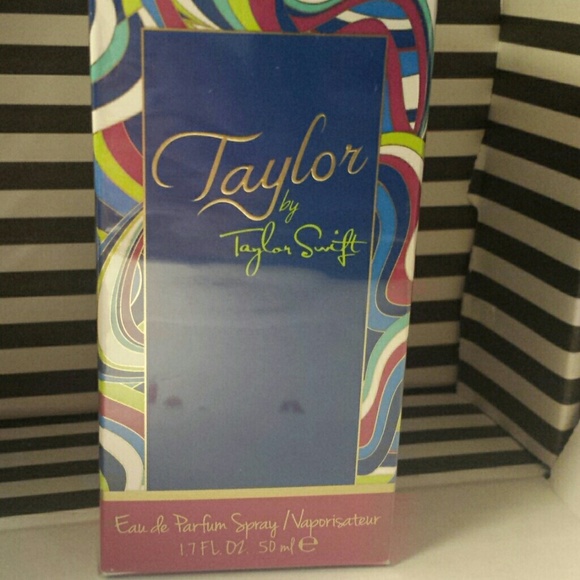 Taylor
by
Taylor Swift
Eau de Parfum Spray / Vaporisateur
1.7 FL. OZ. 50 ml ℮